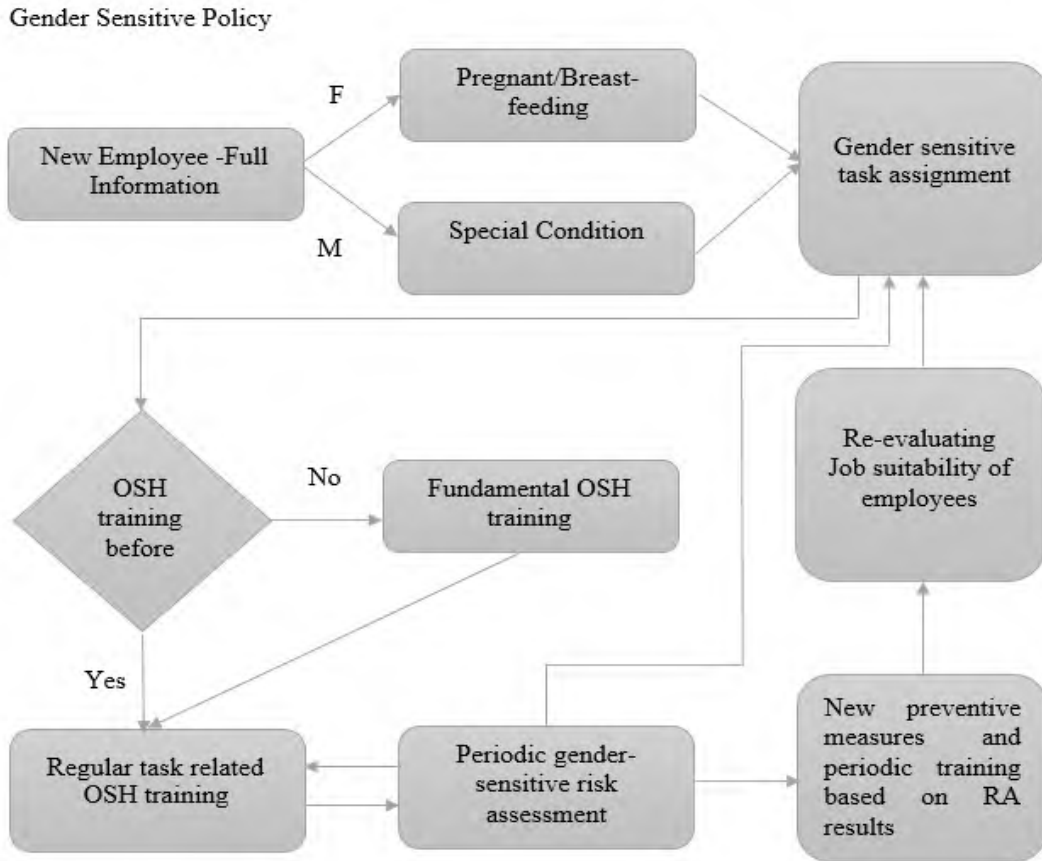 Gender Sensitive Policy
F
Pregnant/Breast-
feeding
New Employee -Full
Information
M
Special Condition
Gender sensitive
task assignment
OSH
training
before
No
Fundamental OSH
training
Re-evaluating
Job suitability of
employees
Yes
Regular task related
OSH training
Periodic gender-
sensitive risk
assessment
New preventive
measures and
periodic training
based on RA
results